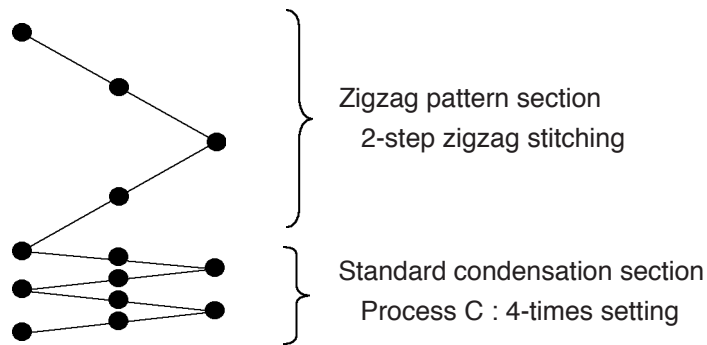 Zigzag pattern section
2-step zigzag stitching
Standard condensation section
Process C : 4-times setting